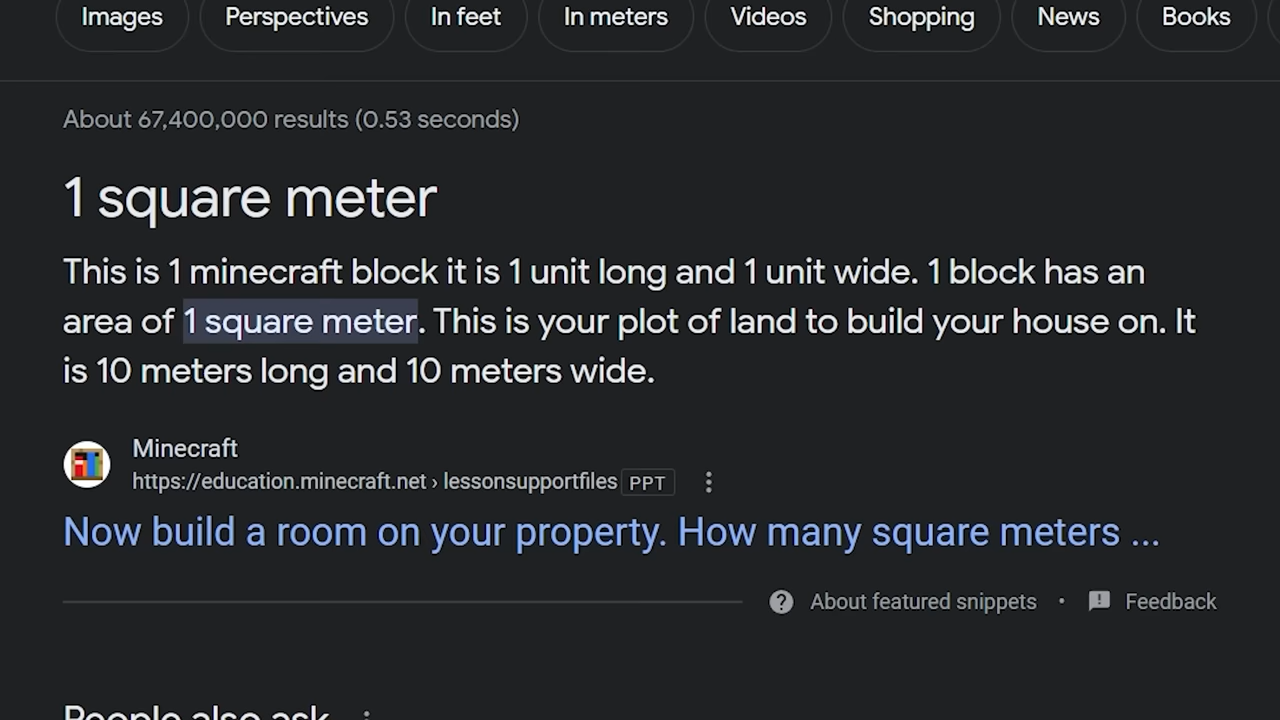 Images Perspectives In feet In meters Videos Shopping News Books
About 67,400,000 results (0.53 seconds)
1 square meter
This is 1 minecraft block it is 1 unit long and 1 unit wide. 1 block has an
area of 1 square meter. This is your plot of land to build your house on. It
is 10 meters long and 10 meters wide.
Minecraft
https://education.minecraft.net › lessonsupportfiles PPT
Now build a room on your property. How many square meters ...
About featured snippets • Feedback
People also ask